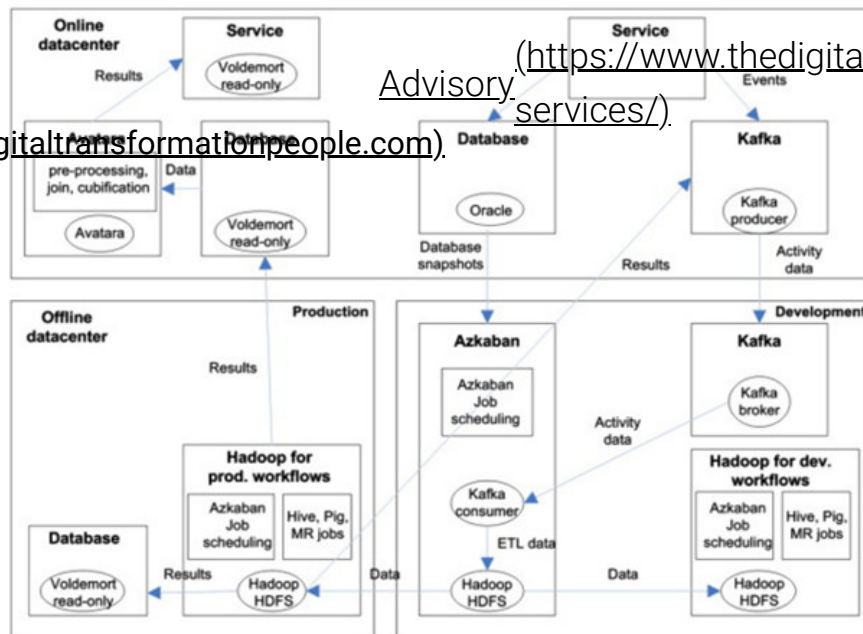 Online
datacenter
Service
Voldemort
read-only
Results
Service
(https://www.thedigita
Advisory
services/)
Events
Avatara
gitaltransformationpeople.com)
pre-processing,
join, cubification
Avatara
Data
Database
Voldemort
read-only
Database
Oracle
Kafka
Kafka
producer
Database
snapshots
Results
Activity
data
Offline
datacenter
Production
Development
Results
Azkaban
Azkaban
Job
scheduling
Kafka
Kafka
broker
Activity
data
Hadoop for
prod. workflows
Azkaban
Job
scheduling
Hive, Pig,
MR jobs
Kafka
consumer
ETL data
Hadoop for dev.
workflows
Azkaban
Job
scheduling
Hive, Pig,
MR jobs
Database
Voldemort
read-only
Results
Hadoop
HDFS
Data
Hadoop
HDFS
Data
Hadoop
HDFS